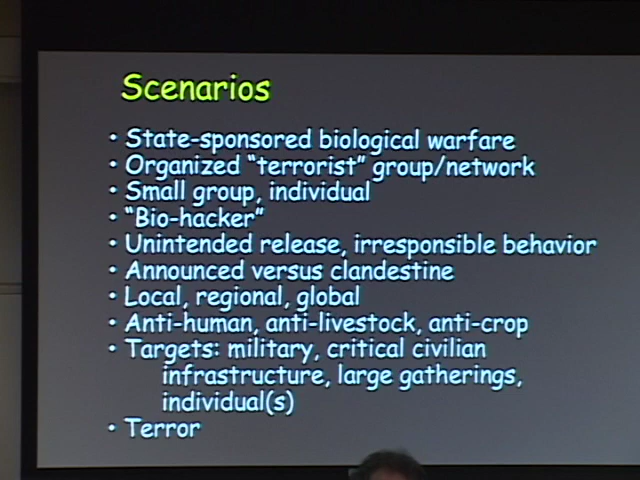 Scenarios
• State-sponsored biological warfare
• Organized “terrorist” group/network
• Small group, individual
• “Bio-hacker”
• Unintended release, irresponsible behavior
• Announced versus clandestine
• Local, regional, global
• Anti-human, anti-livestock, anti-crop
• Targets: military, critical civilian
infrastructure, large gatherings,
individual(s)
• Terror